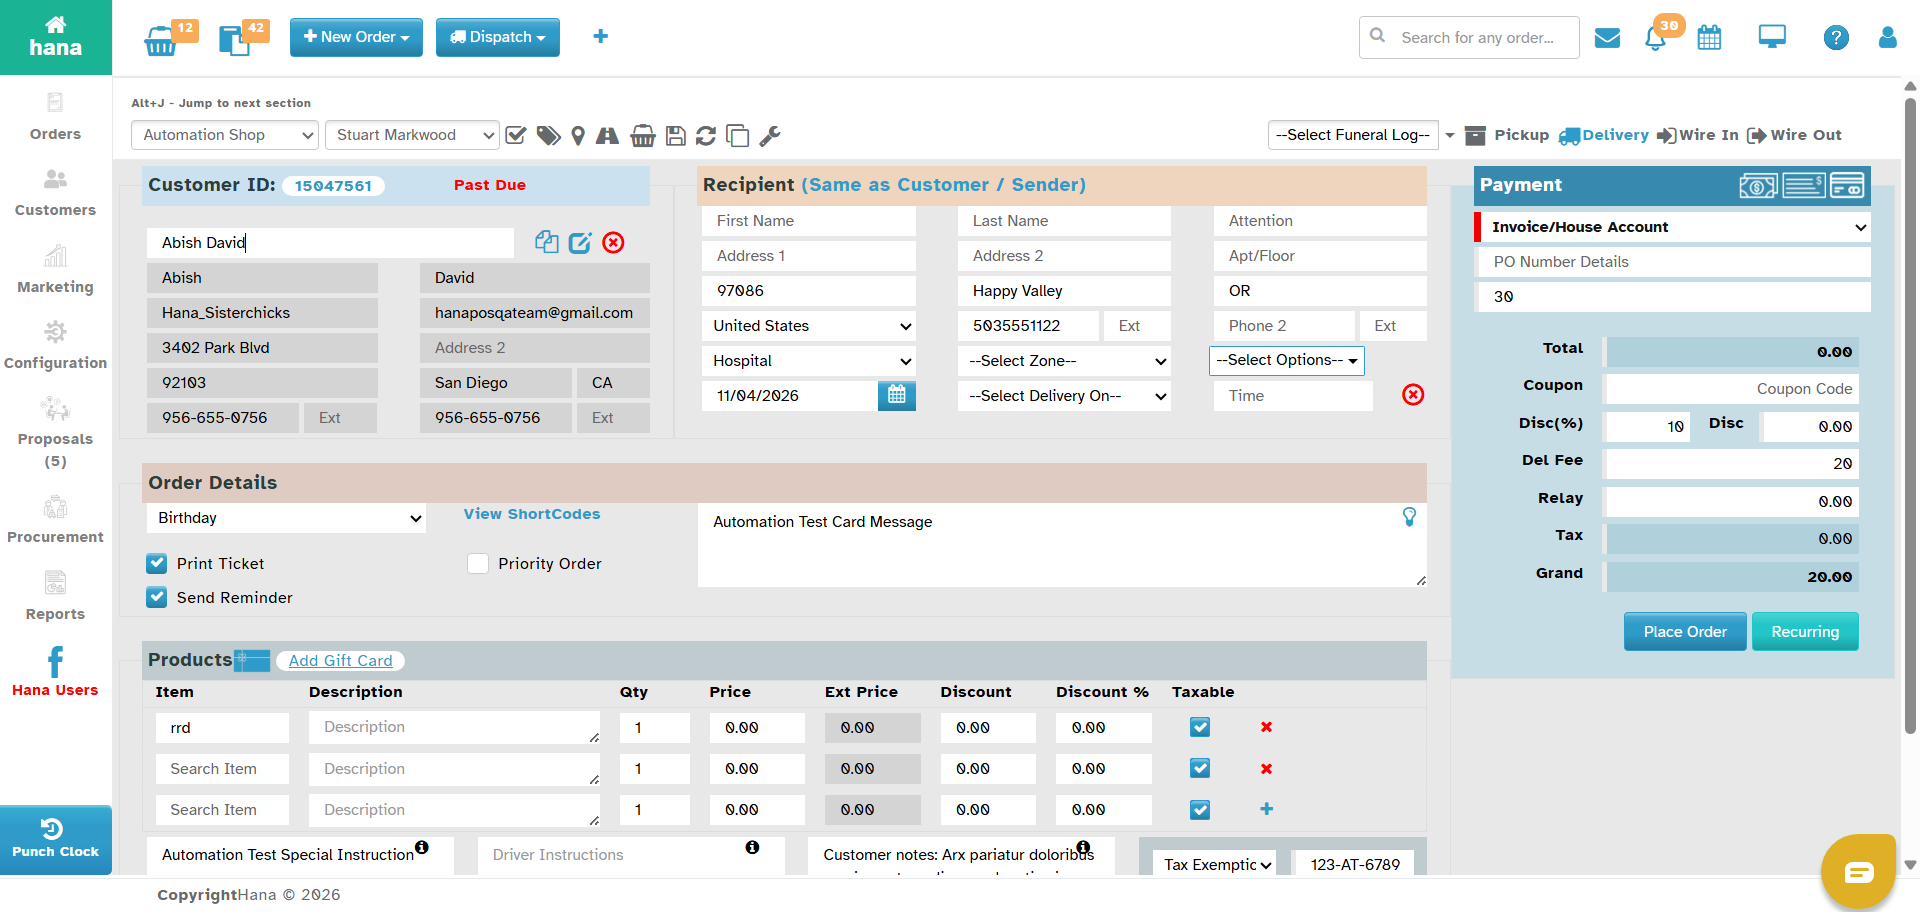 hana
12
42
New Order
Dispatch
Search for any order...
30
Orders
Customers
Marketing
Configuration
Proposals
(5)
Procurement
Reports
Hana Users
Punch Clock
Alt+J - Jump to next section
Automation Shop
Stuart Markwood
--Select Funeral Log--
Pickup
Delivery
Wire In
Wire Out
Customer ID: 15047561
Past Due
Abish David
Abish
David
Hana_Sisterchicks
hanaposqateam@gmail.com
3402 Park Blvd
Address 2
92103
San Diego
CA
956-655-0756
Ext
956-655-0756
Ext
Recipient (Same as Customer / Sender)
First Name
Last Name
Attention
Address 1
Address 2
Apt/Floor
97086
Happy Valley
OR
United States
5035551122
Ext
Phone 2
Ext
Hospital
--Select Zone--
--Select Options--
11/04/2026
--Select Delivery On--
Time
Payment
Invoice/House Account
PO Number Details
30
Total 0.00
Coupon Coupon Code
Disc(%) 10 Disc 0.00
Del Fee 20
Relay 0.00
Tax 0.00
Grand 20.00
Place Order
Recurring
Order Details
Birthday
View ShortCodes
Automation Test Card Message
Print Ticket
Priority Order
Send Reminder
Products Add Gift Card
Item Description Qty Price Ext Price Discount Discount % Taxable
rrd Description 1 0.00 0.00 0.00 0.00
Search Item Description 1 0.00 0.00 0.00 0.00
Search Item Description 1 0.00 0.00 0.00 0.00
Automation Test Special Instruction
Driver Instructions
Customer notes: Arx pariatur doloribus
Tax Exemptic
123-AT-6789
CopyrightHana © 2026